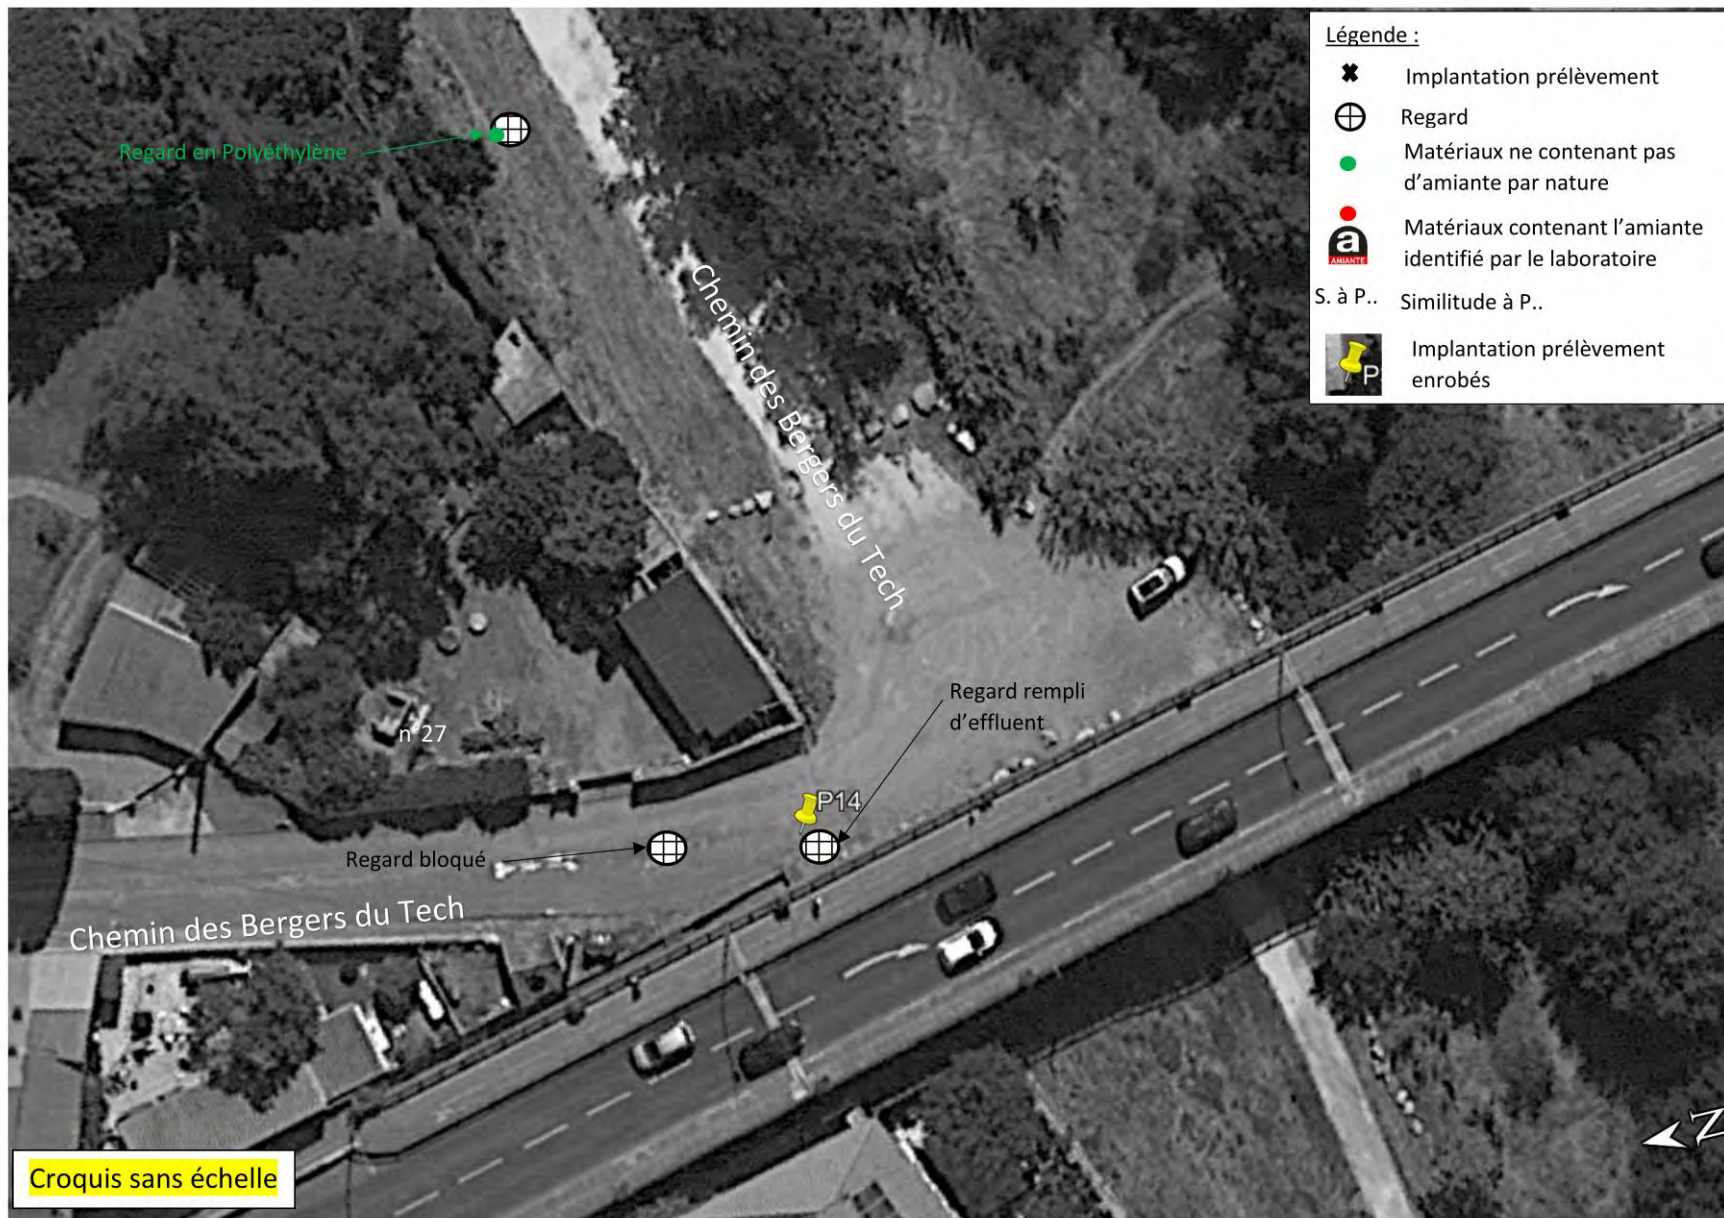 Légende :
Implantation prélèvement
Regard
Matériaux ne contenant pas
d'amiante par nature
a
AMIANTE
Matériaux contenant l'amiante
identifié par le laboratoire
S. à P.. Similitude à P..
P
Implantation prélèvement
enrobés
Regard en Polyéthylène
Chemin des Bergers du Tech
Regard rempli
d'effluent
n°27
P14
Regard bloqué
Chemin des Bergers du Tech
N
Croquis sans échelle